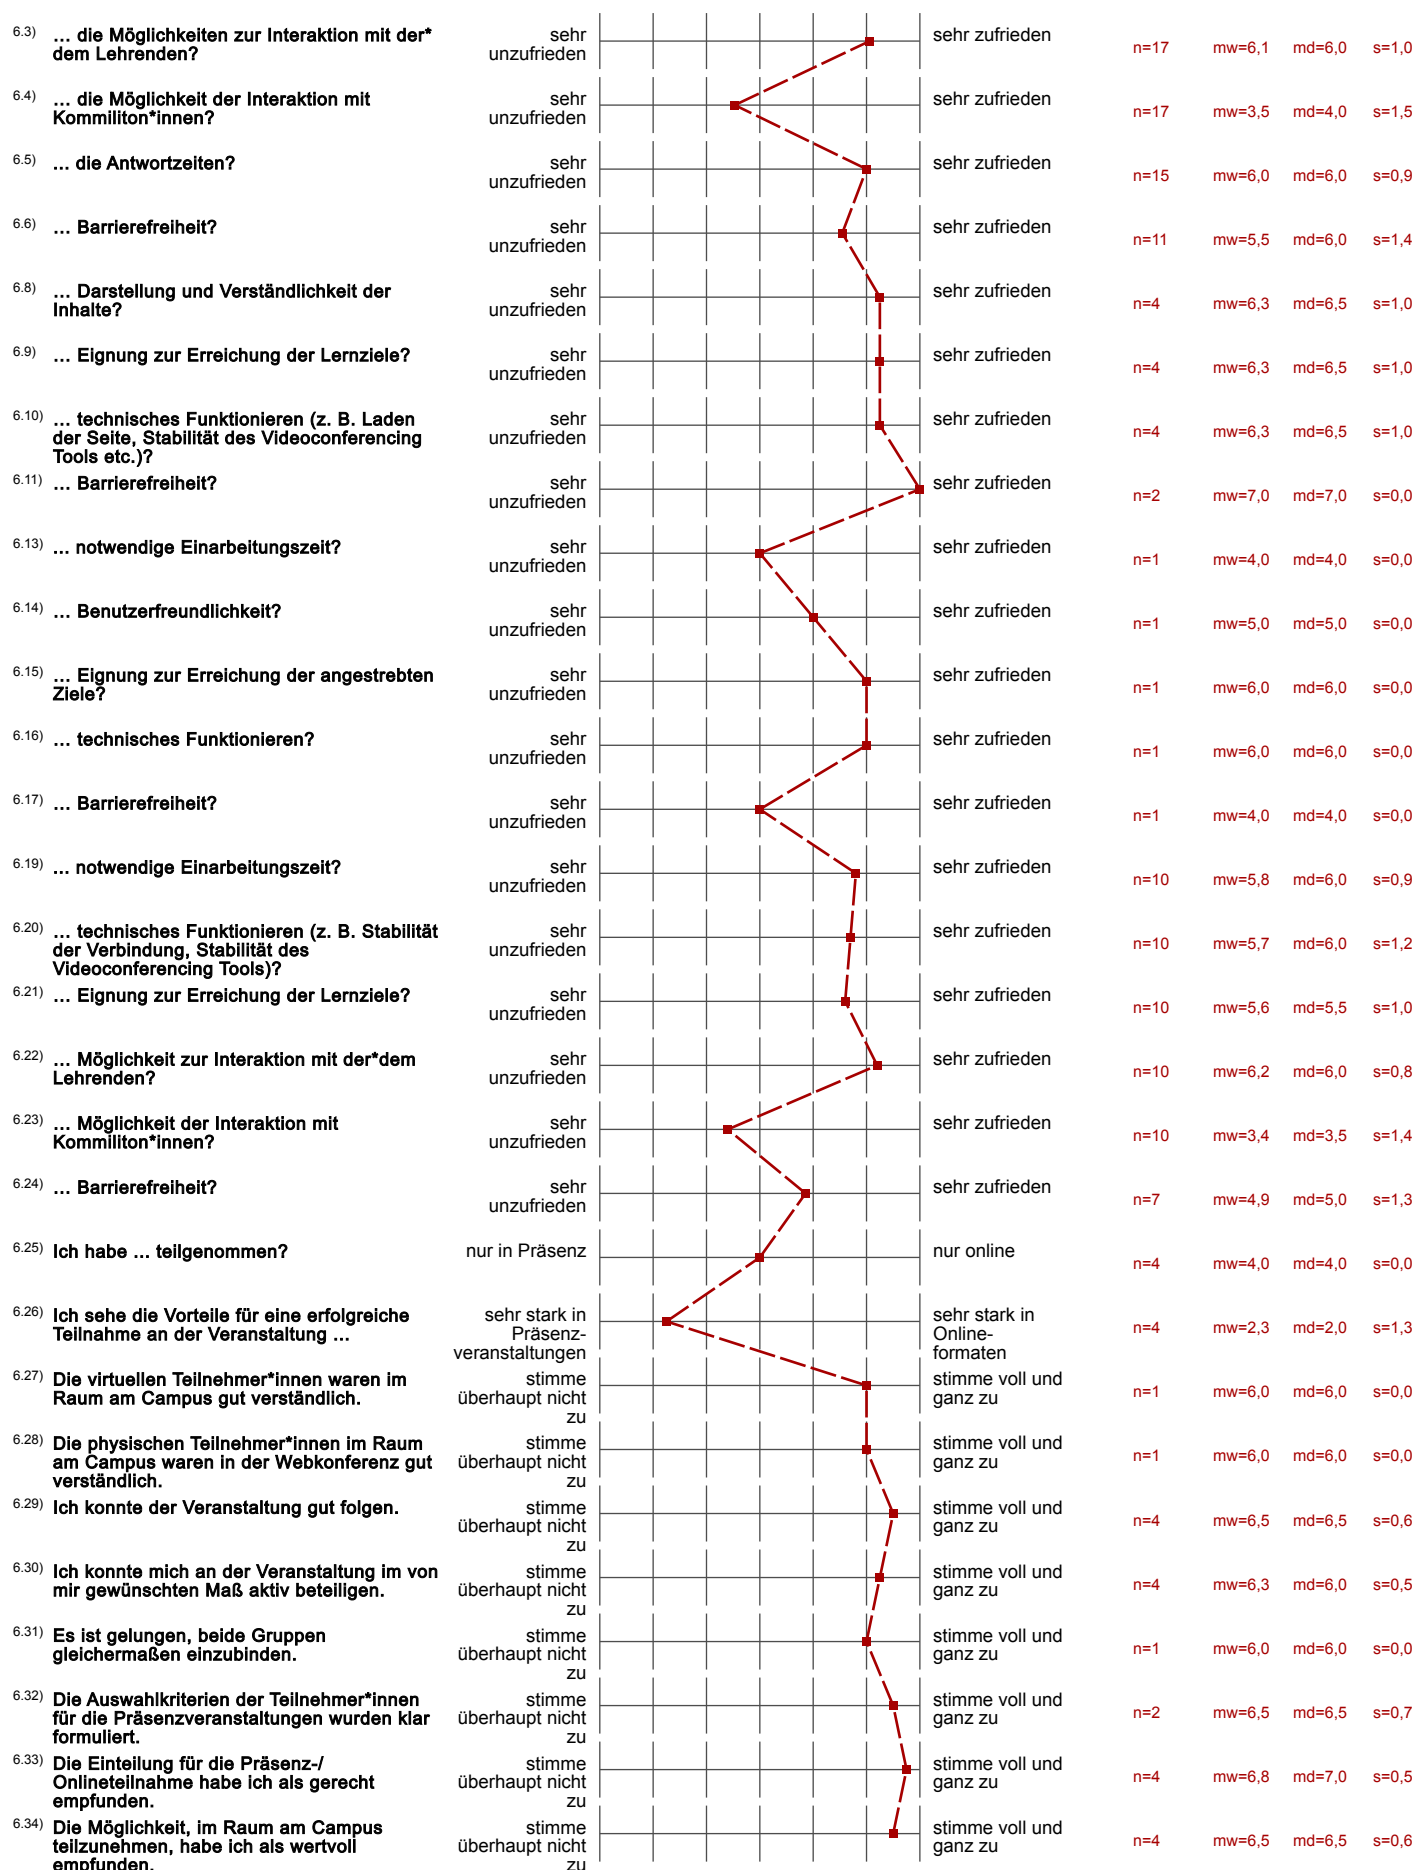 6.3) ... die Möglichkeiten zur Interaktion mit der* sehr sehr zufrieden
dem Lehrenden? unzufrieden n=17 mw=6,1 md=6,0 s=1,0
6.4) ... die Möglichkeit der Interaktion mit sehr sehr zufrieden
Kommiliton*innen? unzufrieden n=17 mw=3,5 md=4,0 s=1,5
6.5) ... die Antwortzeiten? sehr sehr zufrieden
unzufrieden n=15 mw=6,0 md=6,0 s=0,9
6.6) ... Barrierefreiheit? sehr sehr zufrieden
unzufrieden n=11 mw=5,5 md=6,0 s=1,4
6.8) ... Darstellung und Verständlichkeit der sehr sehr zufrieden
Inhalte? unzufrieden n=4 mw=6,3 md=6,5 s=1,0
6.9) ... Eignung zur Erreichung der Lernziele? sehr sehr zufrieden
unzufrieden n=4 mw=6,3 md=6,5 s=1,0
6.10) ... technisches Funktionieren (z. B. Laden sehr sehr zufrieden
der Seite, Stabilität des Videoconferencing unzufrieden n=4 mw=6,3 md=6,5 s=1,0
Tools etc.)?
6.11) ... Barrierefreiheit? sehr sehr zufrieden
unzufrieden n=2 mw=7,0 md=7,0 s=0,0
6.13) ... notwendige Einarbeitungszeit? sehr sehr zufrieden
unzufrieden n=1 mw=4,0 md=4,0 s=0,0
6.14) ... Benutzerfreundlichkeit? sehr sehr zufrieden
unzufrieden n=1 mw=5,0 md=5,0 s=0,0
6.15) ... Eignung zur Erreichung der angestrebten sehr sehr zufrieden
Ziele? unzufrieden n=1 mw=6,0 md=6,0 s=0,0
6.16) ... technisches Funktionieren? sehr sehr zufrieden
unzufrieden n=1 mw=6,0 md=6,0 s=0,0
6.17) ... Barrierefreiheit? sehr sehr zufrieden
unzufrieden n=1 mw=4,0 md=4,0 s=0,0
6.19) ... notwendige Einarbeitungszeit? sehr sehr zufrieden
unzufrieden n=10 mw=5,8 md=6,0 s=0,9
6.20) ... technisches Funktionieren (z. B. Stabilität sehr sehr zufrieden
der Verbindung, Stabilität des unzufrieden n=10 mw=5,7 md=6,0 s=1,2
Videoconferencing Tools)?
6.21) ... Eignung zur Erreichung der Lernziele? sehr sehr zufrieden
unzufrieden n=10 mw=5,6 md=5,5 s=1,0
6.22) ... Möglichkeit zur Interaktion mit der*dem sehr sehr zufrieden
Lehrenden? unzufrieden n=10 mw=6,2 md=6,0 s=0,8
6.23) ... Möglichkeit der Interaktion mit sehr sehr zufrieden
Kommiliton*innen? unzufrieden n=10 mw=3,4 md=3,5 s=1,4
6.24) ... Barrierefreiheit? sehr sehr zufrieden
unzufrieden n=7 mw=4,9 md=5,0 s=1,3
6.25) Ich habe ... teilgenommen? nur in Präsenz nur online
n=4 mw=4,0 md=4,0 s=0,0
6.26) Ich sehe die Vorteile für eine erfolgreiche sehr stark in sehr stark in
Teilnahme an der Veranstaltung ... Präsenz- Online- n=4 mw=2,3 md=2,0 s=1,3
veranstaltungen formaten
6.27) Die virtuellen Teilnehmer*innen waren im stimme stimme voll und
Raum am Campus gut verständlich. überhaupt nicht ganz zu n=1 mw=6,0 md=6,0 s=0,0
zu
6.28) Die physischen Teilnehmer*innen im Raum stimme stimme voll und
am Campus waren in der Webkonferenz gut überhaupt nicht ganz zu n=1 mw=6,0 md=6,0 s=0,0
verständlich. zu
6.29) Ich konnte der Veranstaltung gut folgen. stimme stimme voll und
überhaupt nicht ganz zu n=4 mw=6,5 md=6,5 s=0,6
zu
6.30) Ich konnte mich an der Veranstaltung im von stimme stimme voll und
mir gewünschten Maß aktiv beteiligen. überhaupt nicht ganz zu n=4 mw=6,3 md=6,0 s=0,5
zu
6.31) Es ist gelungen, beide Gruppen stimme stimme voll und
gleichermaßen einzubinden. überhaupt nicht ganz zu n=1 mw=6,0 md=6,0 s=0,0
zu
6.32) Die Auswahlkriterien der Teilnehmer*innen stimme stimme voll und
für die Präsenzveranstaltungen wurden klar überhaupt nicht ganz zu n=2 mw=6,5 md=6,5 s=0,7
formuliert. zu
6.33) Die Einteilung für die Präsenz-/ stimme stimme voll und
Onlineteilnahme habe ich als gerecht überhaupt nicht ganz zu n=4 mw=6,8 md=7,0 s=0,5
empfunden. zu
6.34) Die Möglichkeit, im Raum am Campus stimme stimme voll und
teilzunehmen, habe ich als wertvoll überhaupt nicht ganz zu n=4 mw=6,5 md=6,5 s=0,6
empfunden. zu